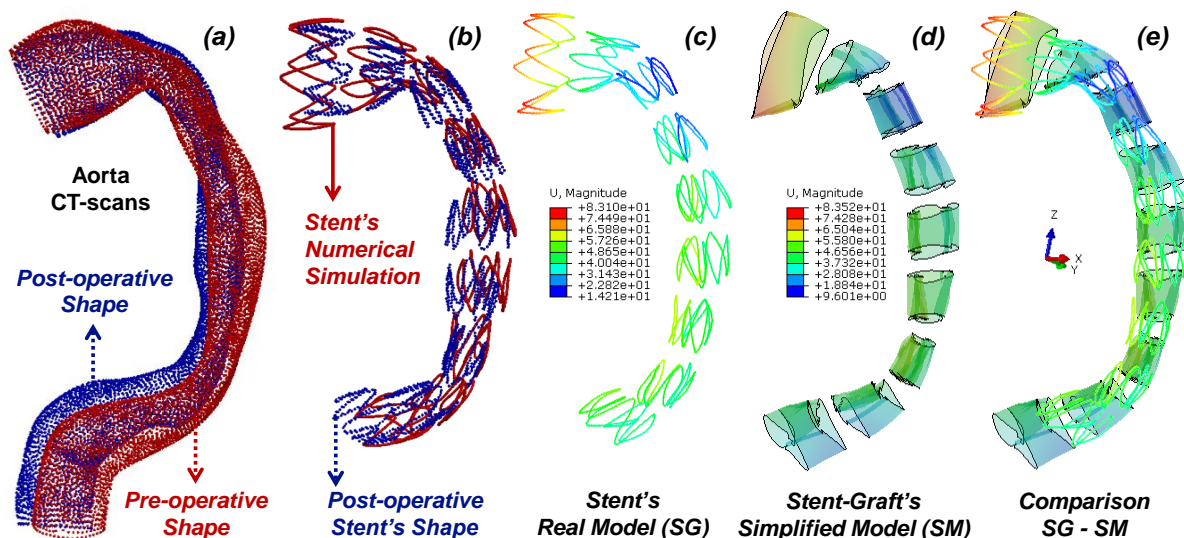 (a)
(b)
(c)
(d)
(e)
Aorta
CT-scans
Post-operative
Shape
Pre-operative
Shape
Stent's
Numerical
Simulation
Post-operative
Stent's Shape
U, Magnitude
+8.310e+01
+7.449e+01
+6.588e+01
+5.726e+01
+4.865e+01
+4.004e+01
+3.143e+01
+2.282e+01
+1.421e+01
Stent's
Real Model (SG)
U, Magnitude
+8.352e+01
+7.428e+01
+6.504e+01
+5.580e+01
+4.656e+01
+3.732e+01
+2.808e+01
+1.884e+01
+9.601e+00
Stent-Graft's
Simplified Model (SM)
Z
X
Y
Comparison
SG - SM